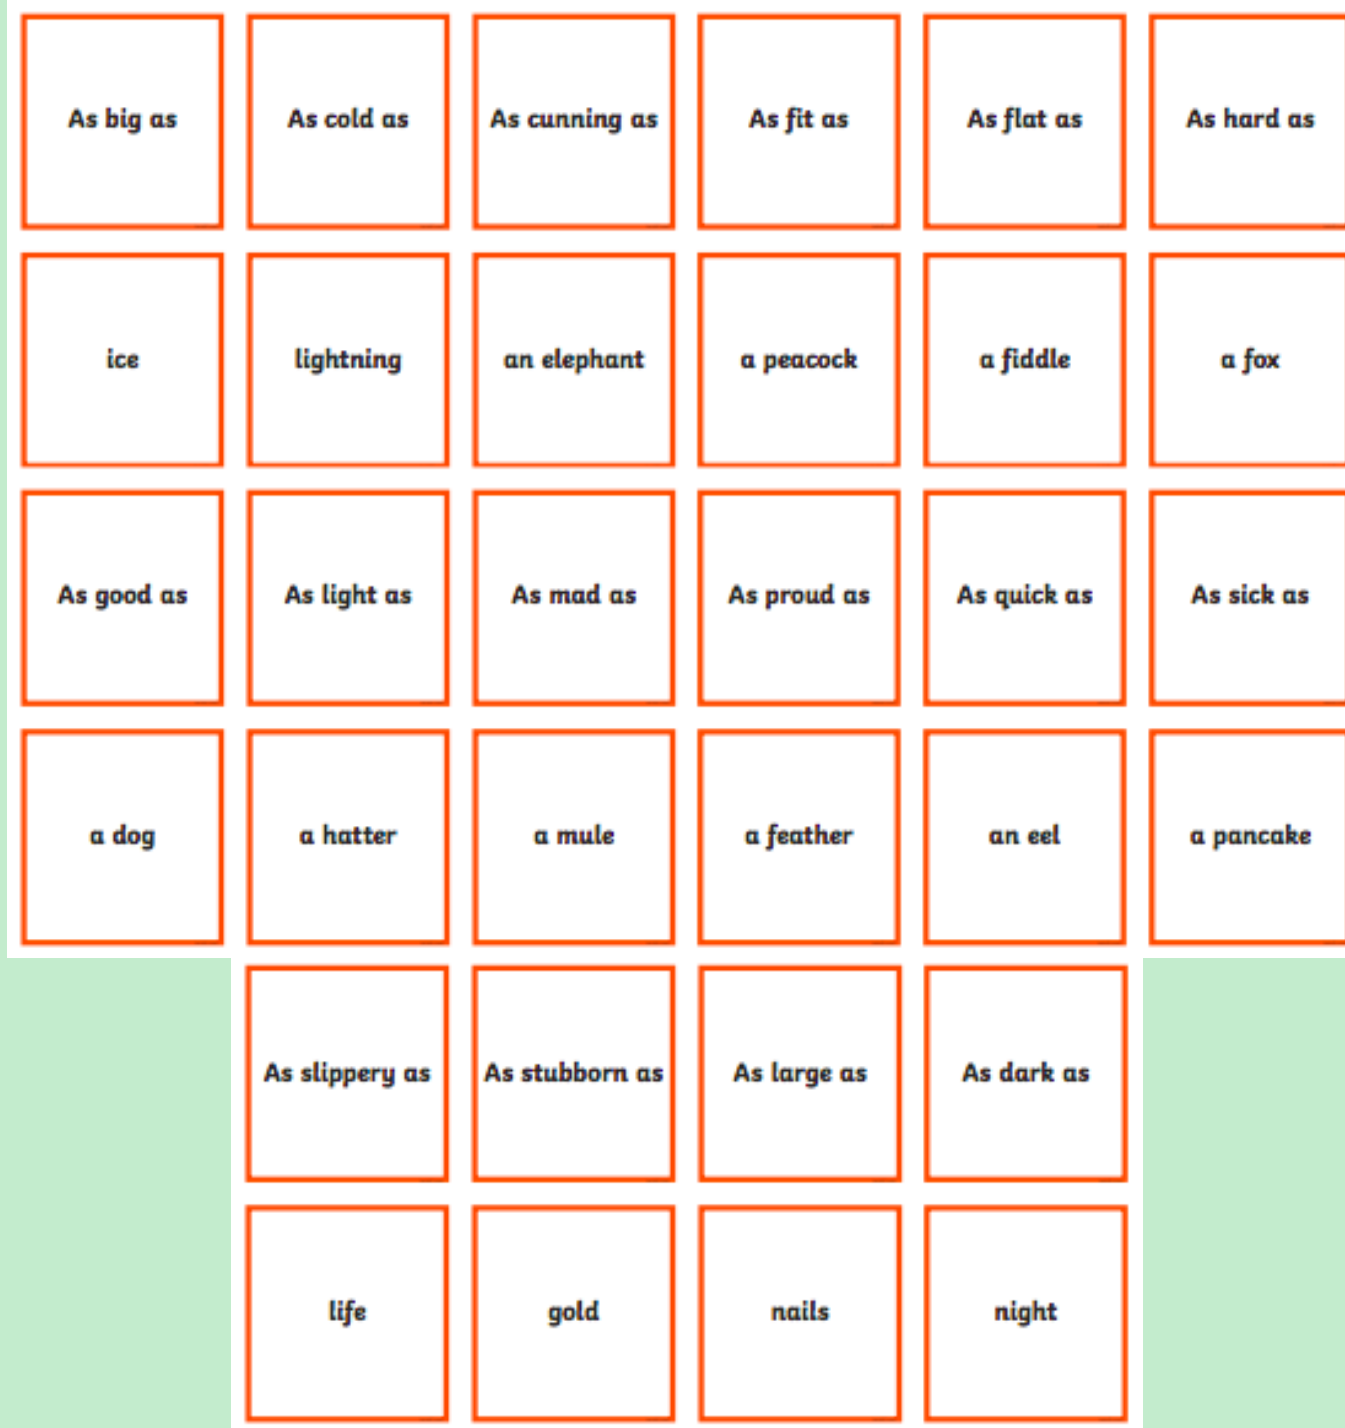 As big as
As cold as
As cunning as
As fit as
As flat as
As hard as
ice
lightning
an elephant
a peacock
a fiddle
a fox
As good as
As light as
As mad as
As proud as
As quick as
As sick as
a dog
a hatter
a mule
a feather
an eel
a pancake
As slippery as
As stubborn as
As large as
As dark as
life
gold
nails
night